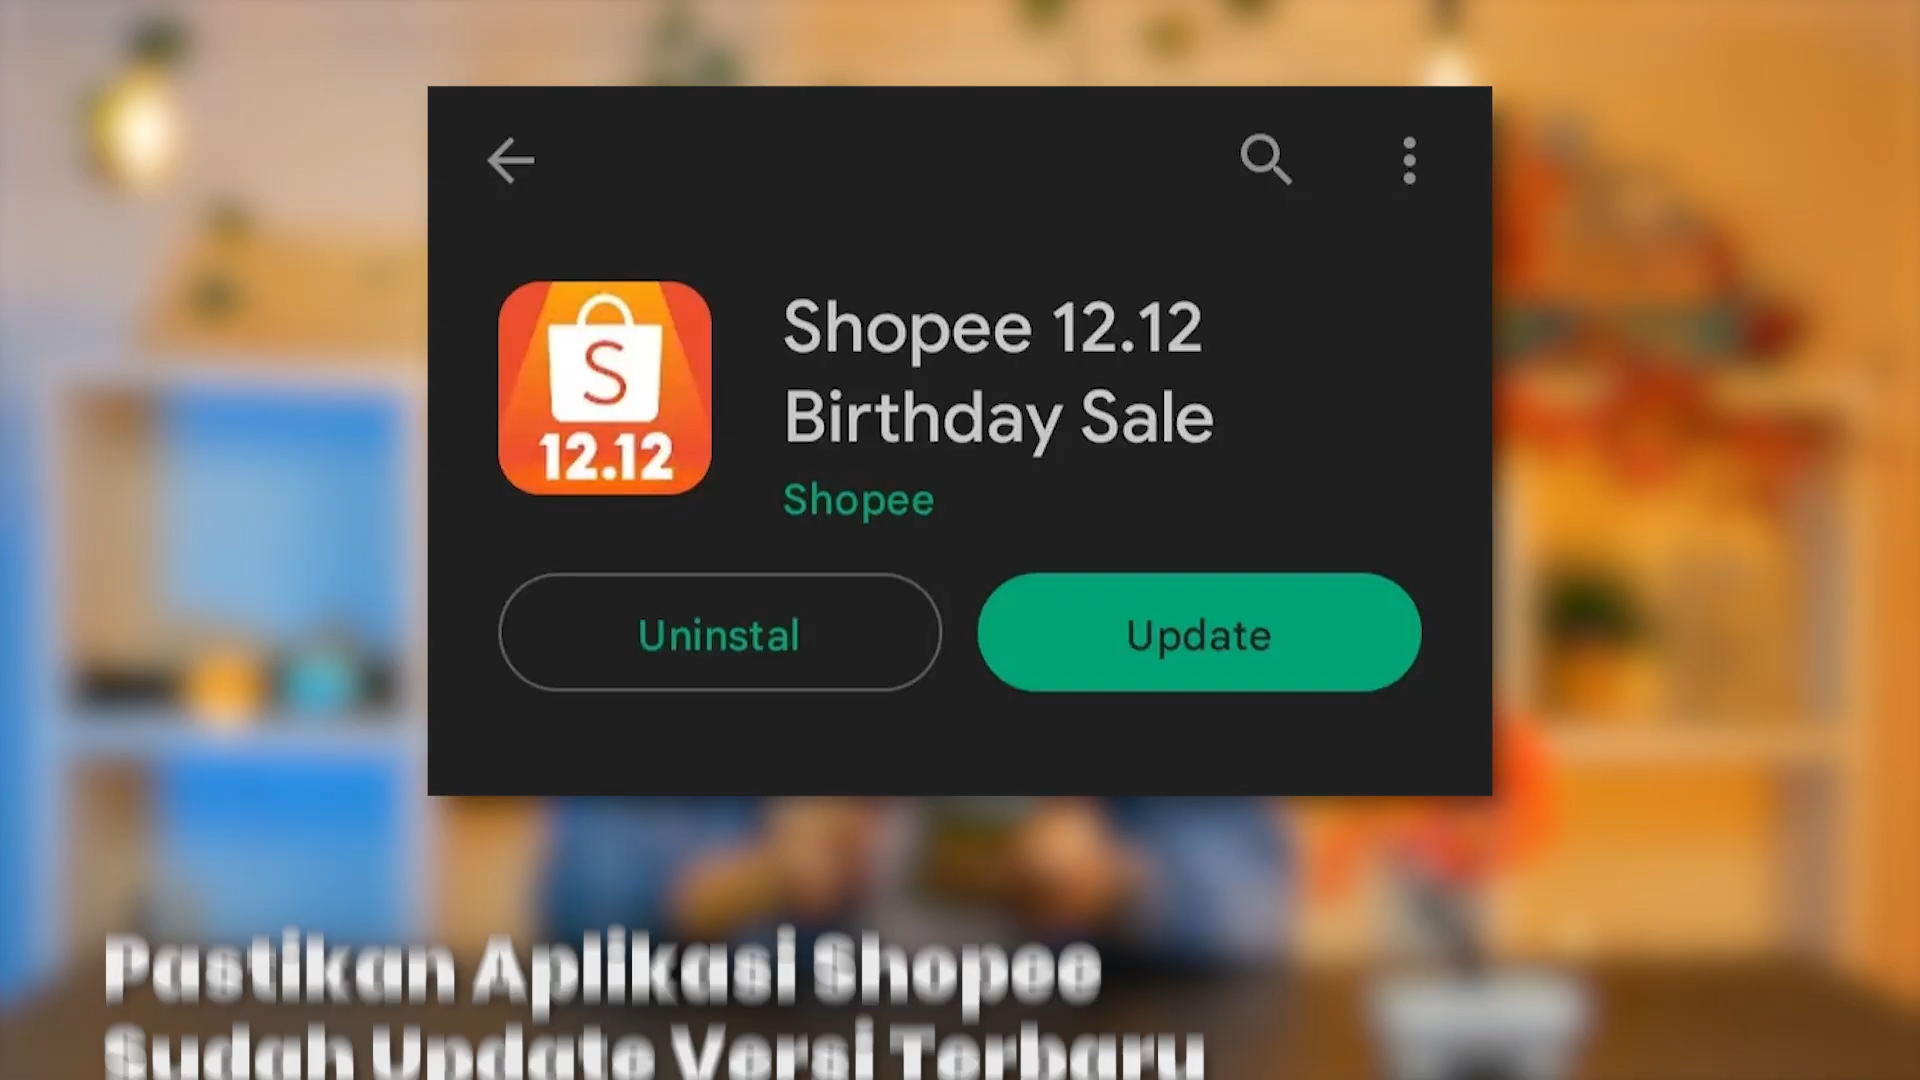 S
12.12
Shopee 12.12
Birthday Sale
Shopee
Uninstal
Update
Pastikan Aplikasi Shopee
Sudah Update Versi Terbaru